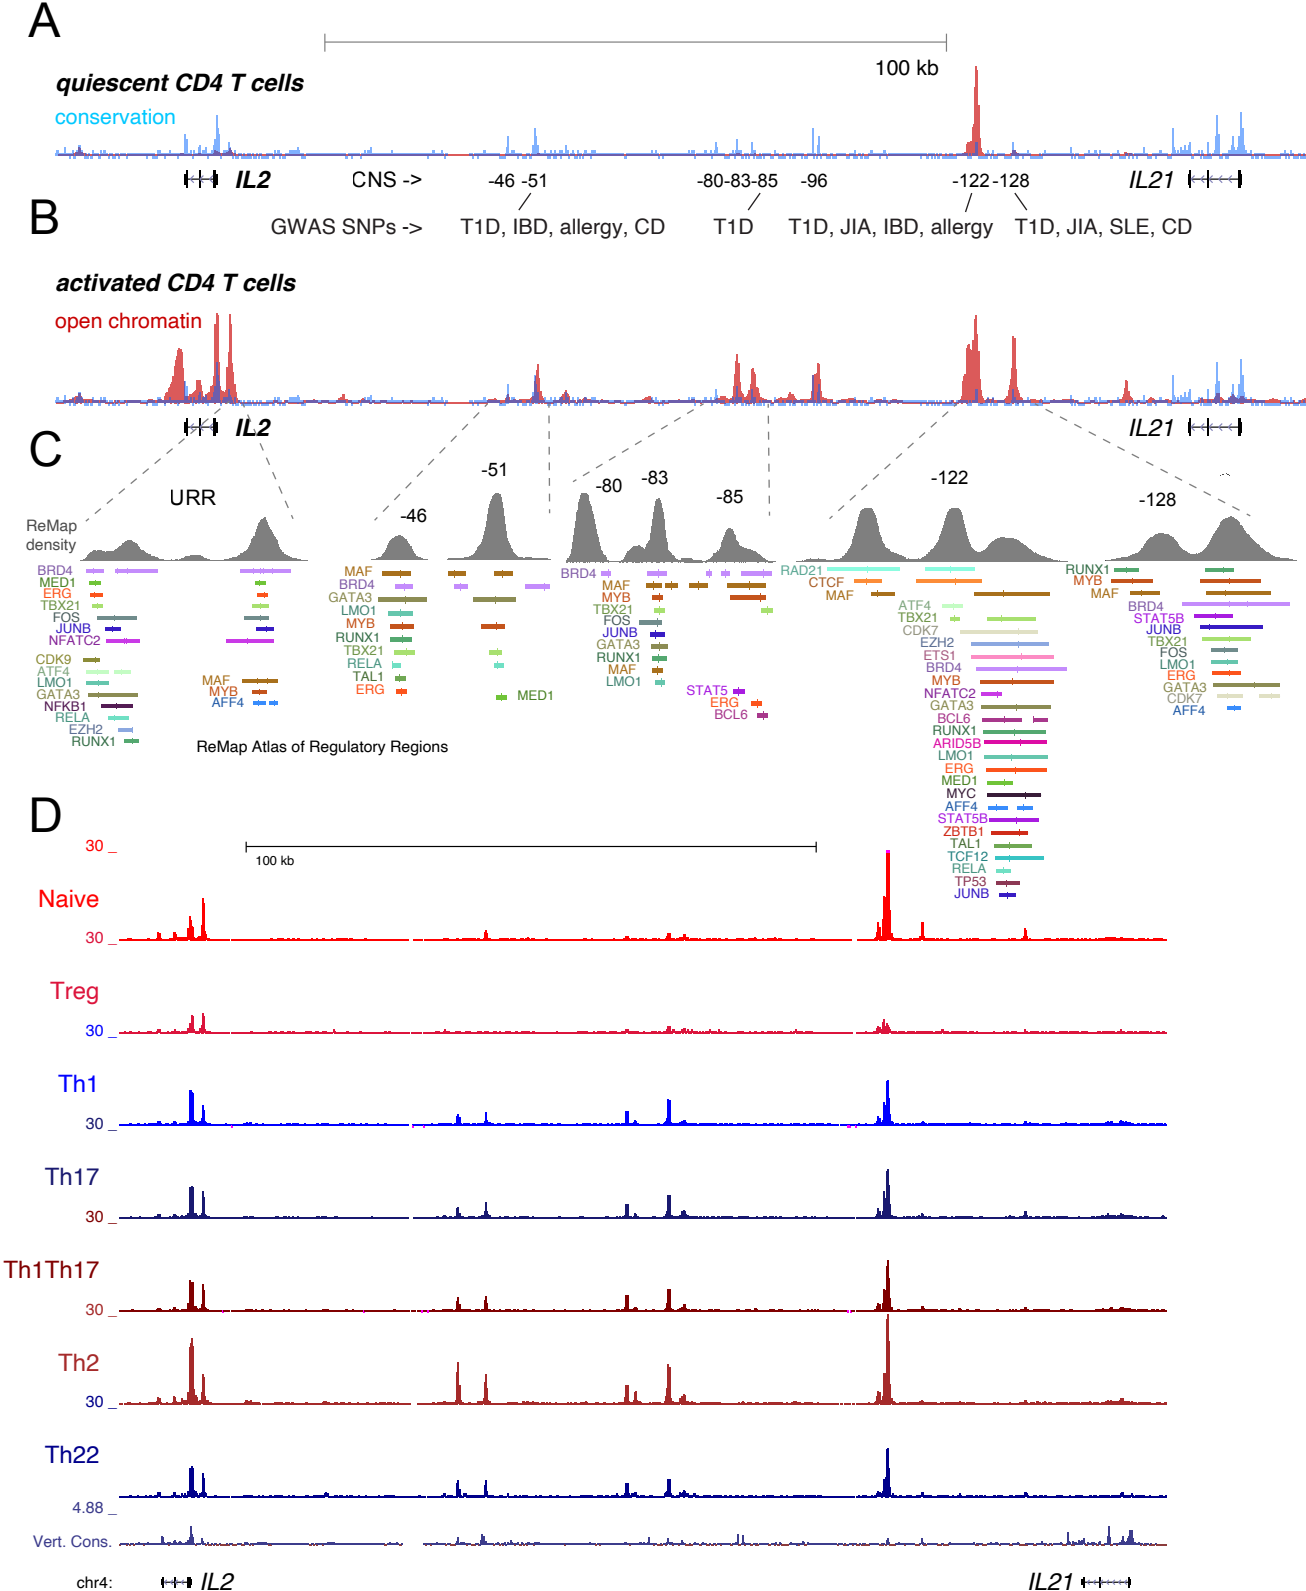 A
100 kb
quiescent CD4 T cells
conservation
IL2
CNS ->
-46 -51
-80-83-85
-96
-122-128
IL21
B
GWAS SNPs ->
T1D, IBD, allergy, CD
T1D
T1D, JIA, IBD, allergy
T1D, JIA, SLE, CD
activated CD4 T cells
open chromatin
IL2
IL21
C
URR
-46
-51
-80
-83
-85
-122
-128
ReMap
density
BRD4
MED1
ERG
TBX21
FOS
JUNB
NFATC2
CDK9
ATF4
LMO1
GATA3
NFKB1
RELA
EZH2
RUNX1
MAF
MYB
AFF4
MAF
BRD4
GATA3
LMO1
MYB
RUNX1
TBX21
RELA
TAL1
ERG
MED1
BRD4
MAF
MYB
TBX21
FOS
JUNB
GATA3
RUNX1
MAF
LMO1
STAT5
ERG
BCL6
RAD21
CTCF
MAF
ATF4
TBX21
CDK7
EZH2
ETS1
BRD4
MYB
NFATC2
GATA3
BCL6
RUNX1
ARID5B
LMO1
ERG
MED1
MYC
AFF4
STAT5B
ZBTB1
TAL1
TCF12
RELA
TP53
JUNB
RUNX1
MYB
MAF
BRD4
STAT5B
JUNB
TBX21
FOS
LMO1
ERG
GATA3
CDK7
AFF4
ReMap Atlas of Regulatory Regions
D
30 _
100 kb
Naive
30 _
Treg
30 _
Th1
30 _
Th17
30 _
Th1Th17
30 _
Th2
30 _
Th22
4.88 _
Vert. Cons.
chr4:
IL2
IL21